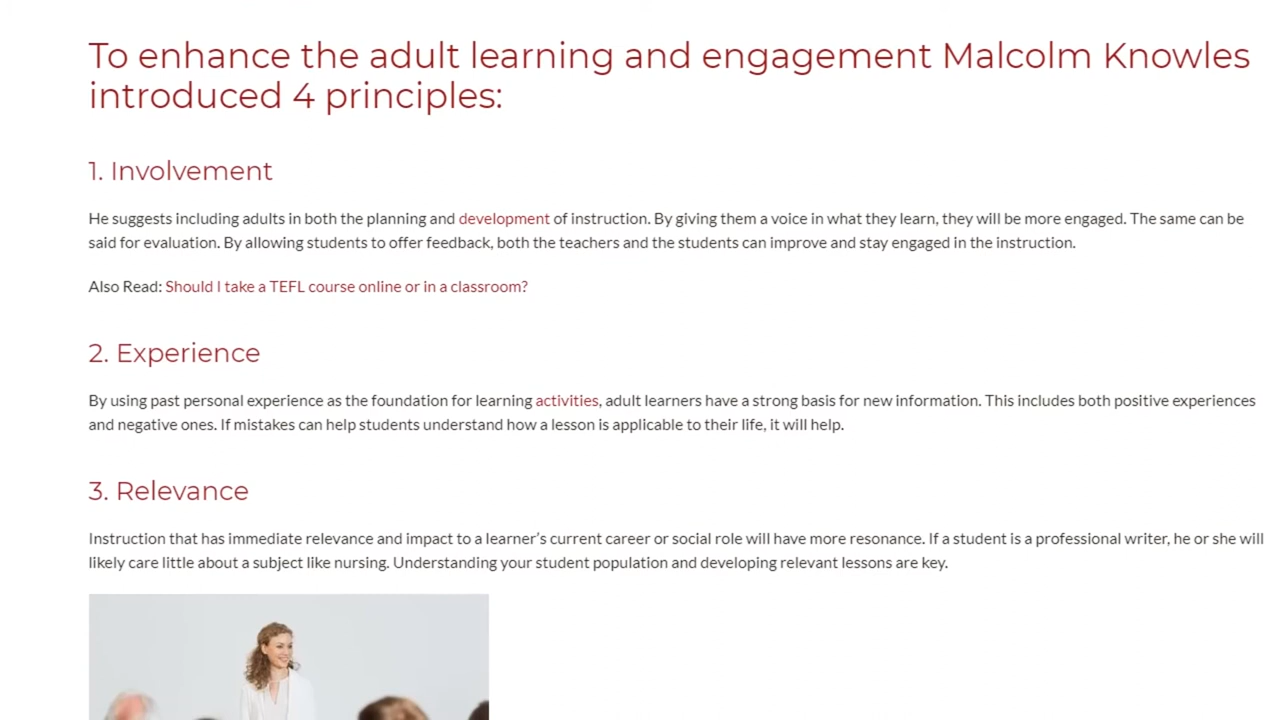 To enhance the adult learning and engagement Malcolm Knowles
introduced 4 principles:
1. Involvement
He suggests including adults in both the planning and development of instruction. By giving them a voice in what they learn, they will be more engaged. The same can be
said for evaluation. By allowing students to offer feedback, both the teachers and the students can improve and stay engaged in the instruction.
Also Read: Should I take a TEFL course online or in a classroom?
2. Experience
By using past personal experience as the foundation for learning activities, adult learners have a strong basis for new information. This includes both positive experiences
and negative ones. If mistakes can help students understand how a lesson is applicable to their life, it will help.
3. Relevance
Instruction that has immediate relevance and impact to a learner’s current career or social role will have more resonance. If a student is a professional writer, he or she will
likely care little about a subject like nursing. Understanding your student population and developing relevant lessons are key.